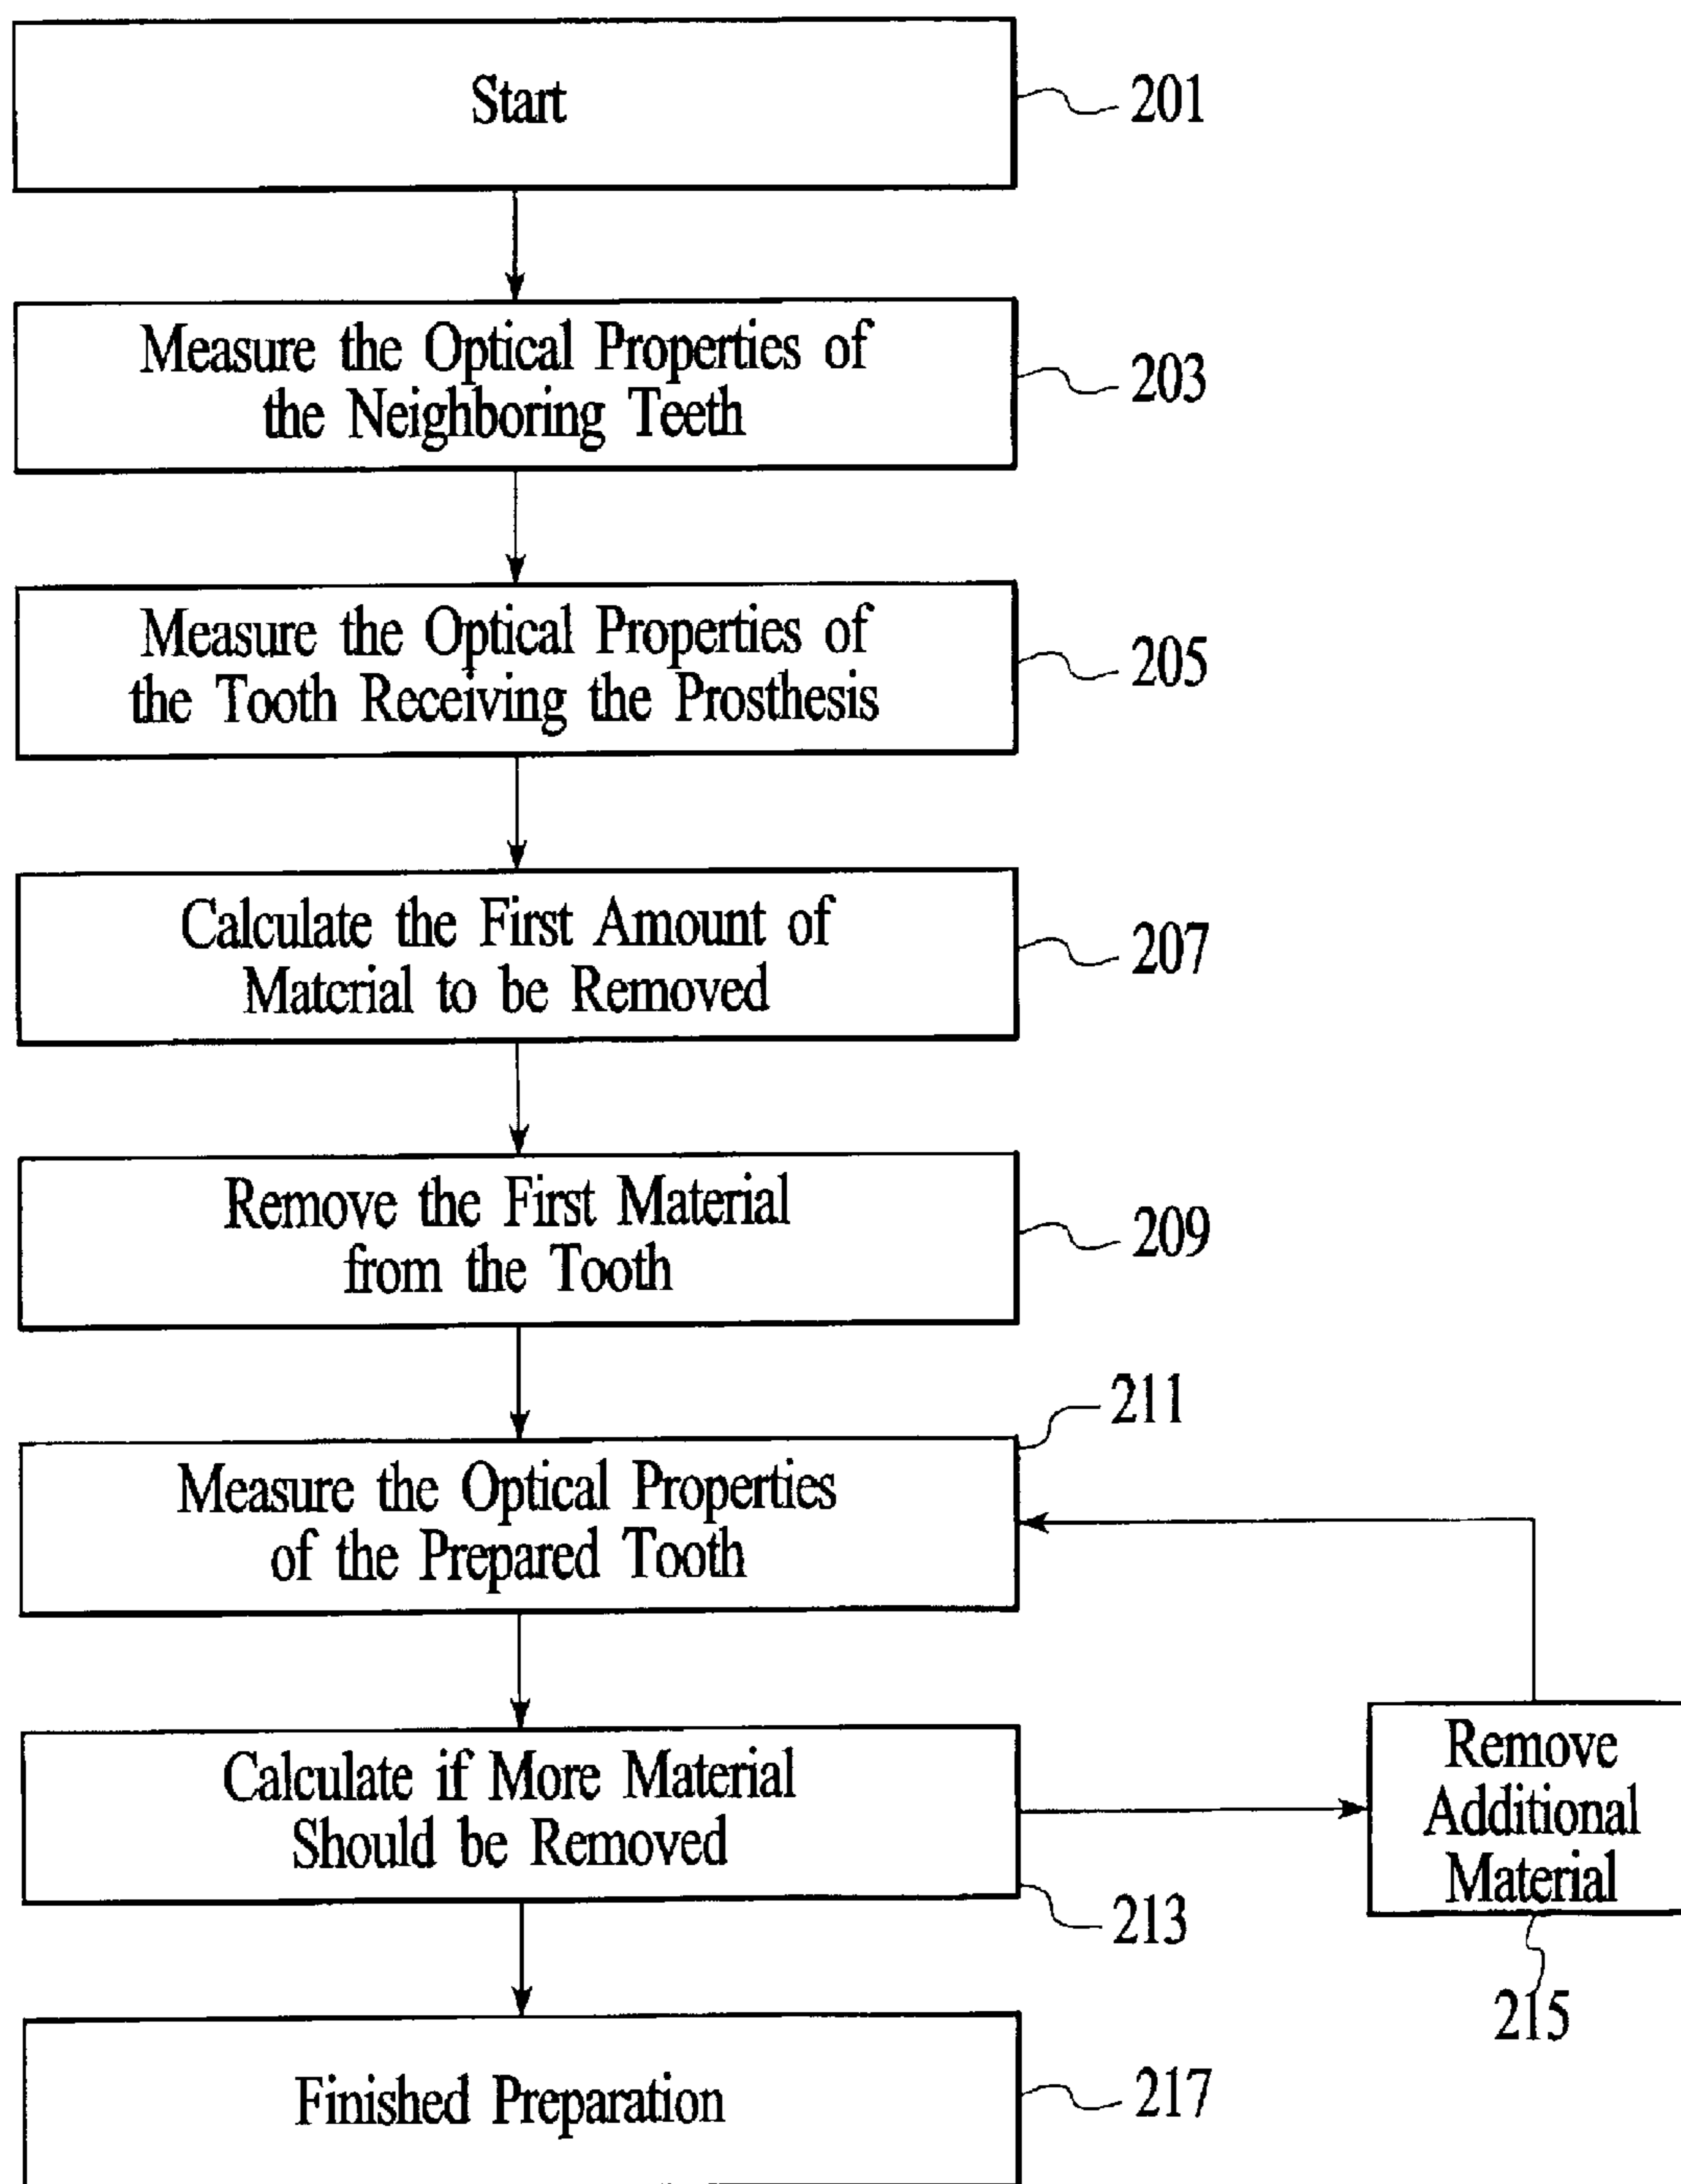 Start
201
Measure the Optical Properties of
the Neighboring Teeth
203
Measure the Optical Properties of
the Tooth Receiving the Prosthesis
205
Calculate the First Amount of
Material to be Removed
207
Remove the First Material
from the Tooth
209
211
Measure the Optical Properties
of the Prepared Tooth
Calculate if More Material
Should be Removed
213
Remove
Additional
Material
215
Finished Preparation
217